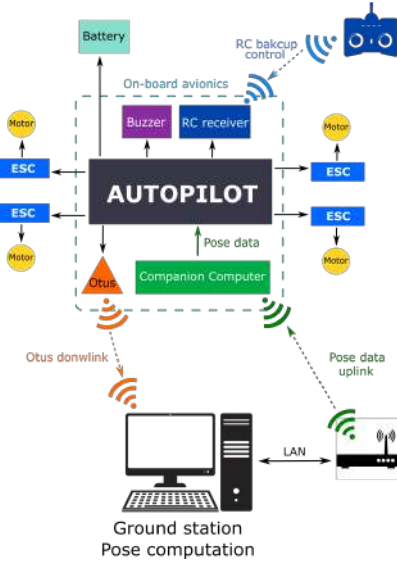 Battery
RC bakcup
control
On-board avionics
Buzzer
RC receiver
Motor
Motor
ESC
ESC
AUTOPILOT
ESC
ESC
Pose data
Motor
Motor
Otus
Companion Computer
Otus donwlink
Pose data
uplink
LAN
Ground station
Pose computation